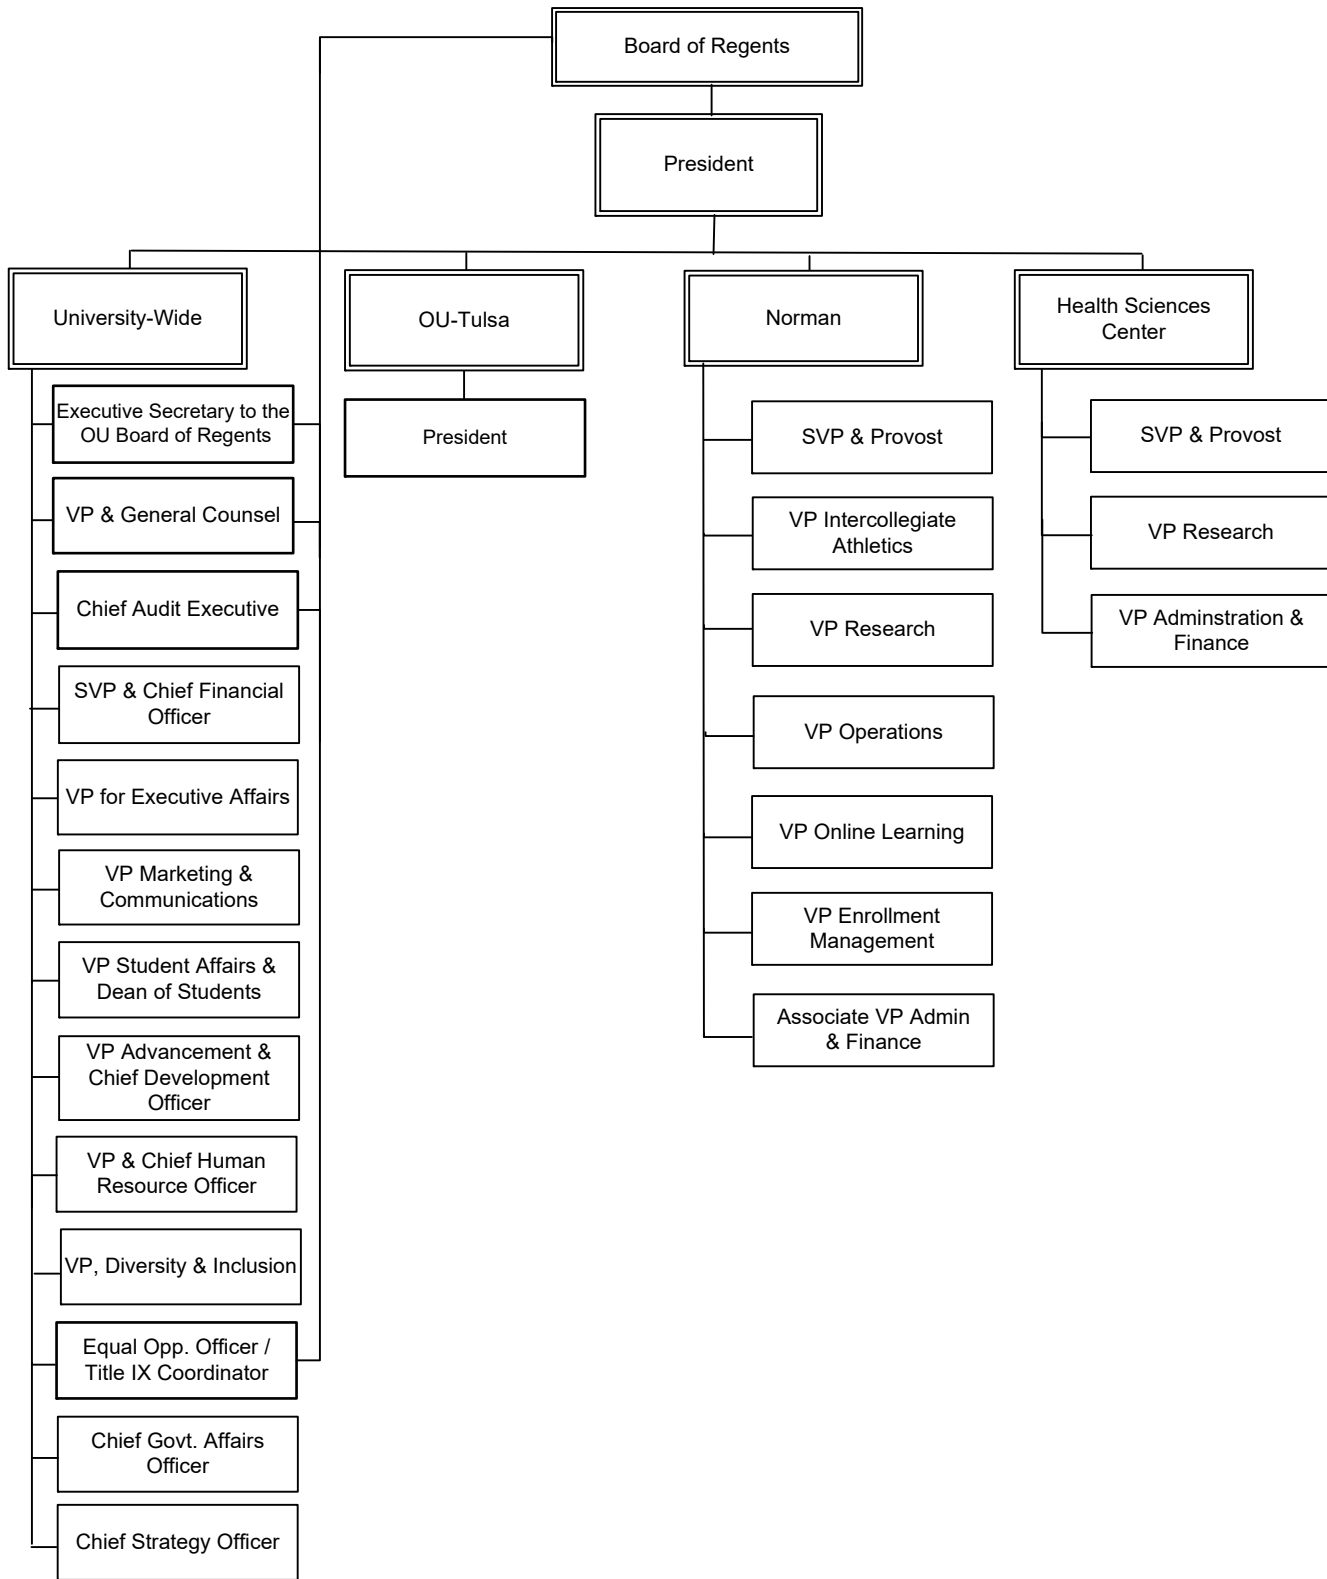 Board of Regents
President
University-Wide
Executive Secretary to the
OU Board of Regents
VP & General Counsel
Chief Audit Executive
SVP & Chief Financial
Officer
VP for Executive Affairs
VP Marketing &
Communications
VP Student Affairs &
Dean of Students
VP Advancement &
Chief Development
Officer
VP & Chief Human
Resource Officer
VP, Diversity & Inclusion
Equal Opp. Officer /
Title IX Coordinator
Chief Govt. Affairs
Officer
Chief Strategy Officer
OU-Tulsa
President
Norman
SVP & Provost
VP Intercollegiate
Athletics
VP Research
VP Operations
VP Online Learning
VP Enrollment
Management
Associate VP Admin
& Finance
Health Sciences
Center
SVP & Provost
VP Research
VP Adminstration &
Finance